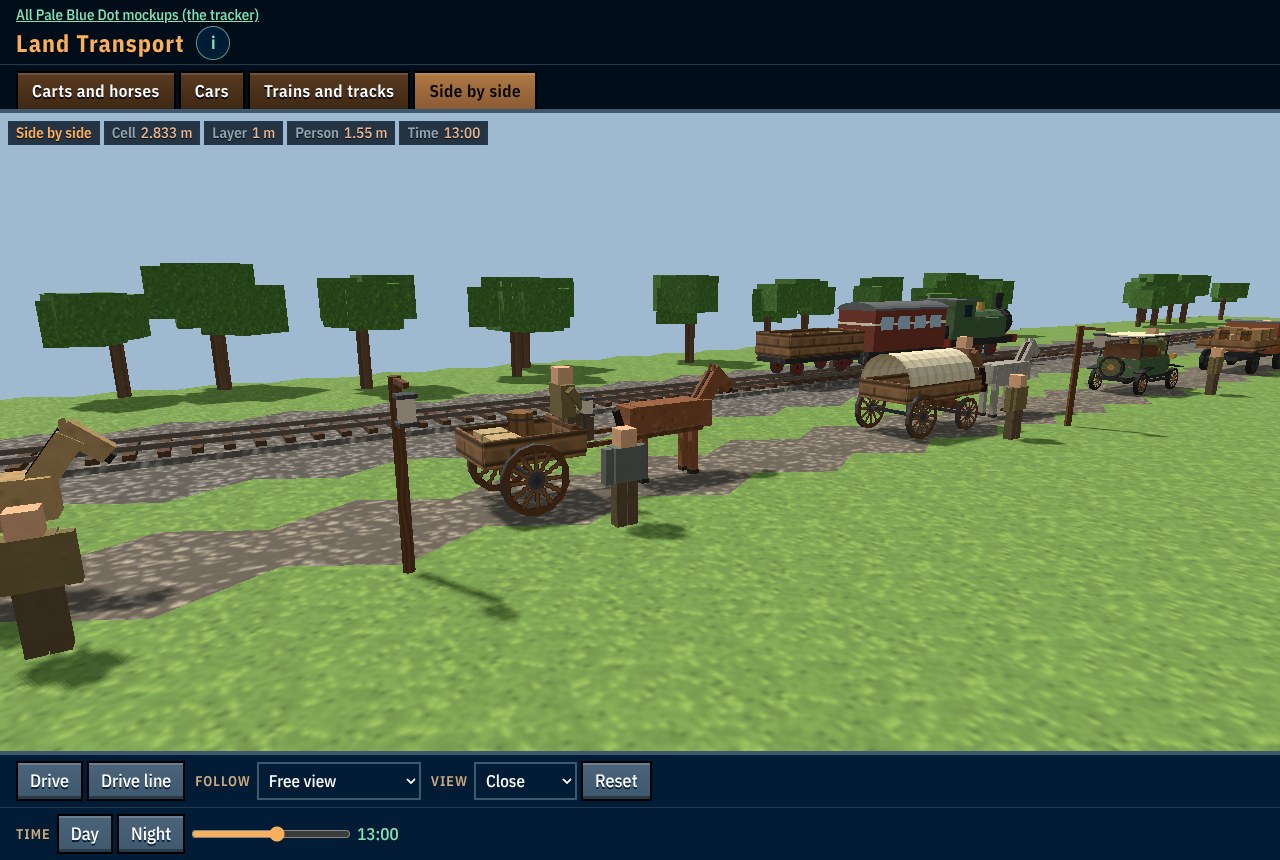 All Pale Blue Dot mockups (the tracker)
Land Transport i
Carts and horses Cars Trains and tracks Side by side
Side by side Cell 2.833 m Layer 1 m Person 1.55 m Time 13:00
Drive Drive line FOLLOW Free view VIEW Close Reset
TIME Day Night 13:00